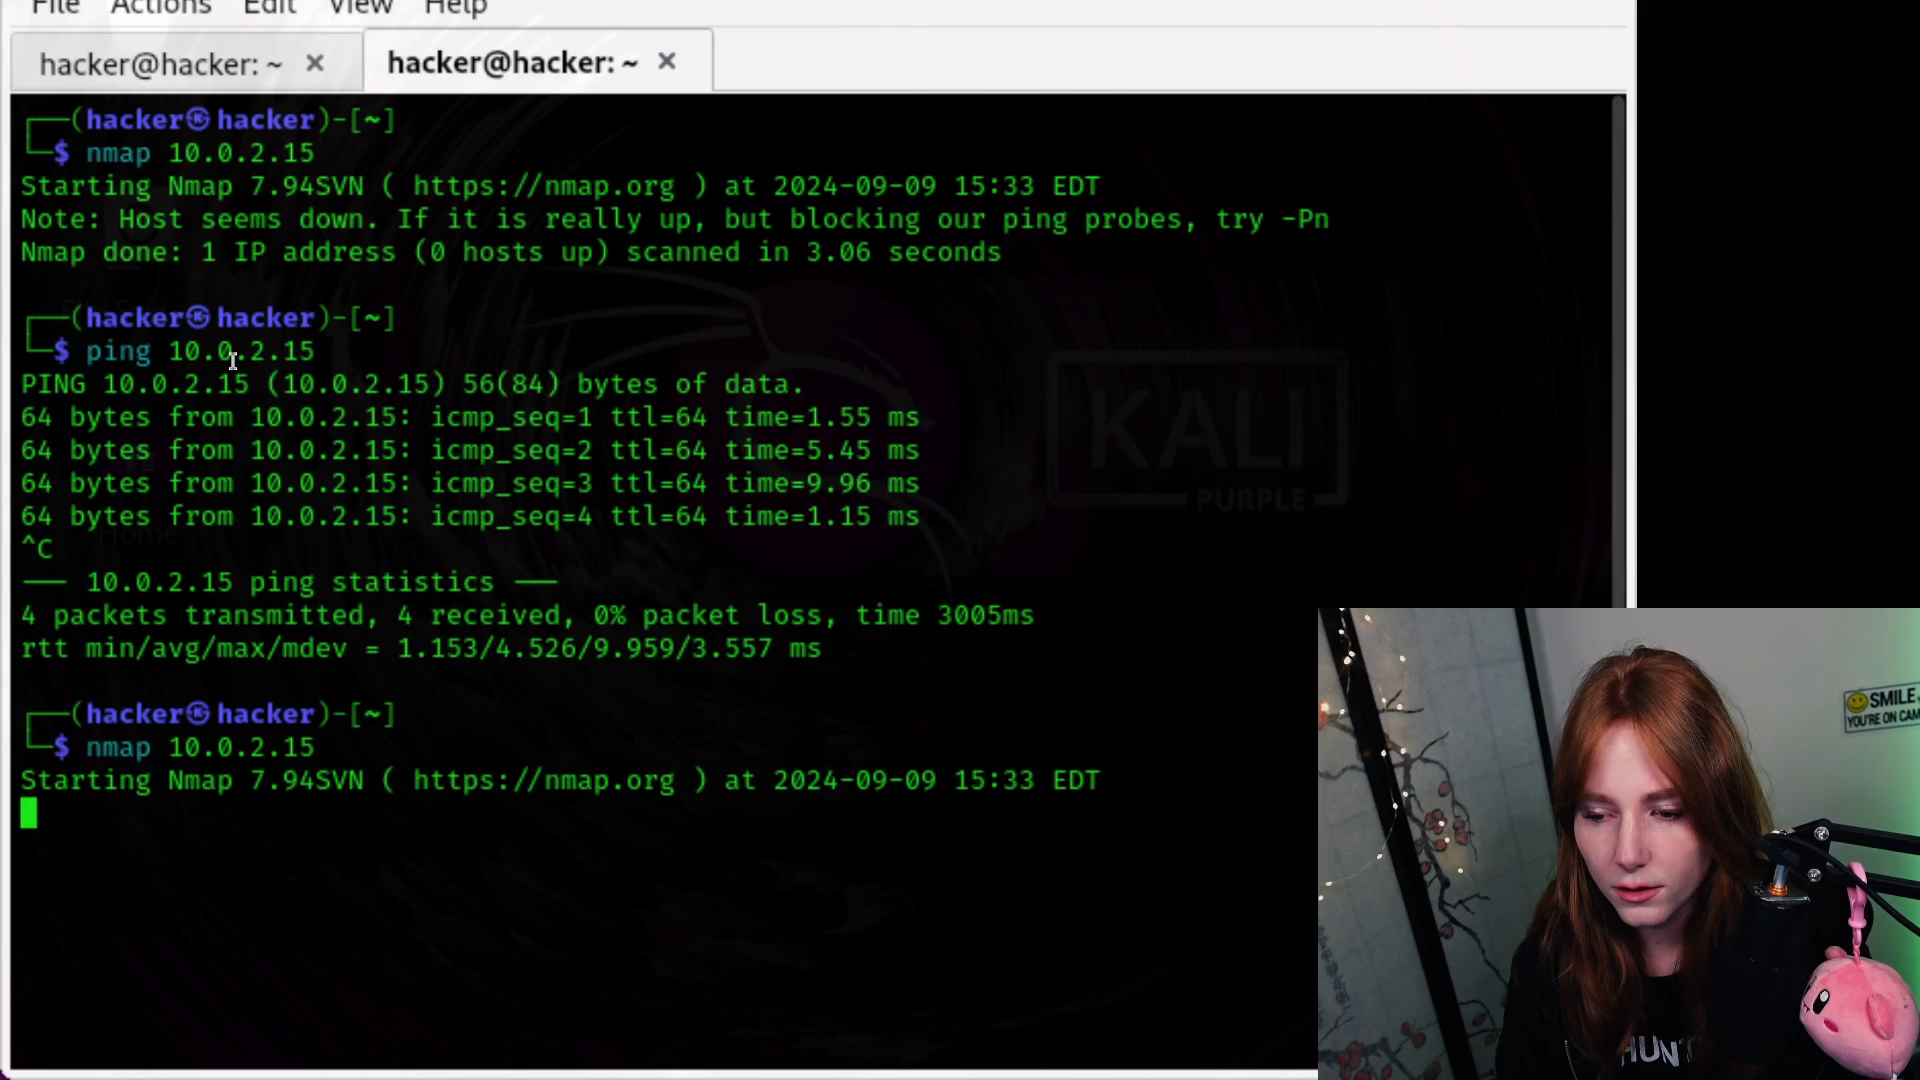 File Actions Edit View Help
hacker@hacker: ~ × hacker@hacker: ~ ×
┌──(hacker㉿hacker)-[~]
└─$ nmap 10.0.2.15
Starting Nmap 7.94SVN ( https://nmap.org ) at 2024-09-09 15:33 EDT
Note: Host seems down. If it is really up, but blocking our ping probes, try -Pn
Nmap done: 1 IP address (0 hosts up) scanned in 3.06 seconds
┌──(hacker㉿hacker)-[~]
└─$ ping 10.0.2.15
PING 10.0.2.15 (10.0.2.15) 56(84) bytes of data.
64 bytes from 10.0.2.15: icmp_seq=1 ttl=64 time=1.55 ms
64 bytes from 10.0.2.15: icmp_seq=2 ttl=64 time=5.45 ms
64 bytes from 10.0.2.15: icmp_seq=3 ttl=64 time=9.96 ms
64 bytes from 10.0.2.15: icmp_seq=4 ttl=64 time=1.15 ms
^C
─── 10.0.2.15 ping statistics ───
4 packets transmitted, 4 received, 0% packet loss, time 3005ms
rtt min/avg/max/mdev = 1.153/4.526/9.959/3.557 ms
┌──(hacker㉿hacker)-[~]
└─$ nmap 10.0.2.15
Starting Nmap 7.94SVN ( https://nmap.org ) at 2024-09-09 15:33 EDT
KALI
PURPLE
Home
SMILE
YOU'RE ON CAM
HUNT